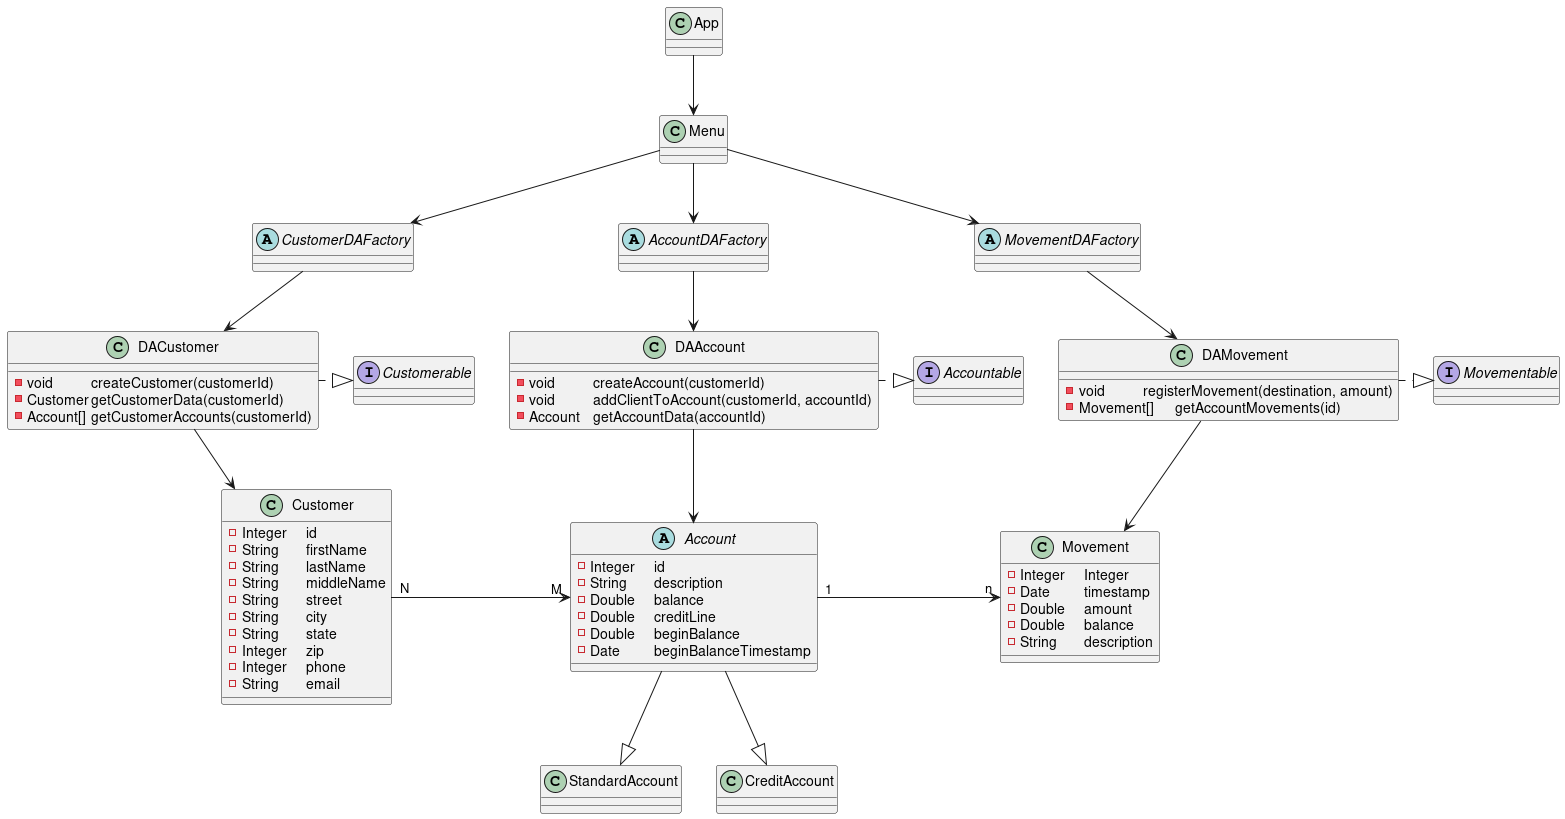 C App
C Menu
A CustomerDAFactory
A AccountDAFactory
A MovementDAFactory
C DACustomer
void createCustomer(customerId)
Customer getCustomerData(customerId)
Account[] getCustomerAccounts(customerId)
I Customerable
C DAAccount
void createAccount(customerId)
void addClientToAccount(customerId, accountId)
Account getAccountData(accountId)
I Accountable
C DAMovement
void registerMovement(destination, amount)
Movement[] getAccountMovements(id)
I Movementable
C Customer
Integer id
String firstName
String lastName
String middleName
String street
String city
String state
Integer zip
Integer phone
String email
N
M
A Account
Integer id
String description
Double balance
Double creditLine
Double beginBalance
Date beginBalanceTimestamp
1
n
C Movement
Integer Integer
Date timestamp
Double amount
Double balance
String description
C StandardAccount
C CreditAccount